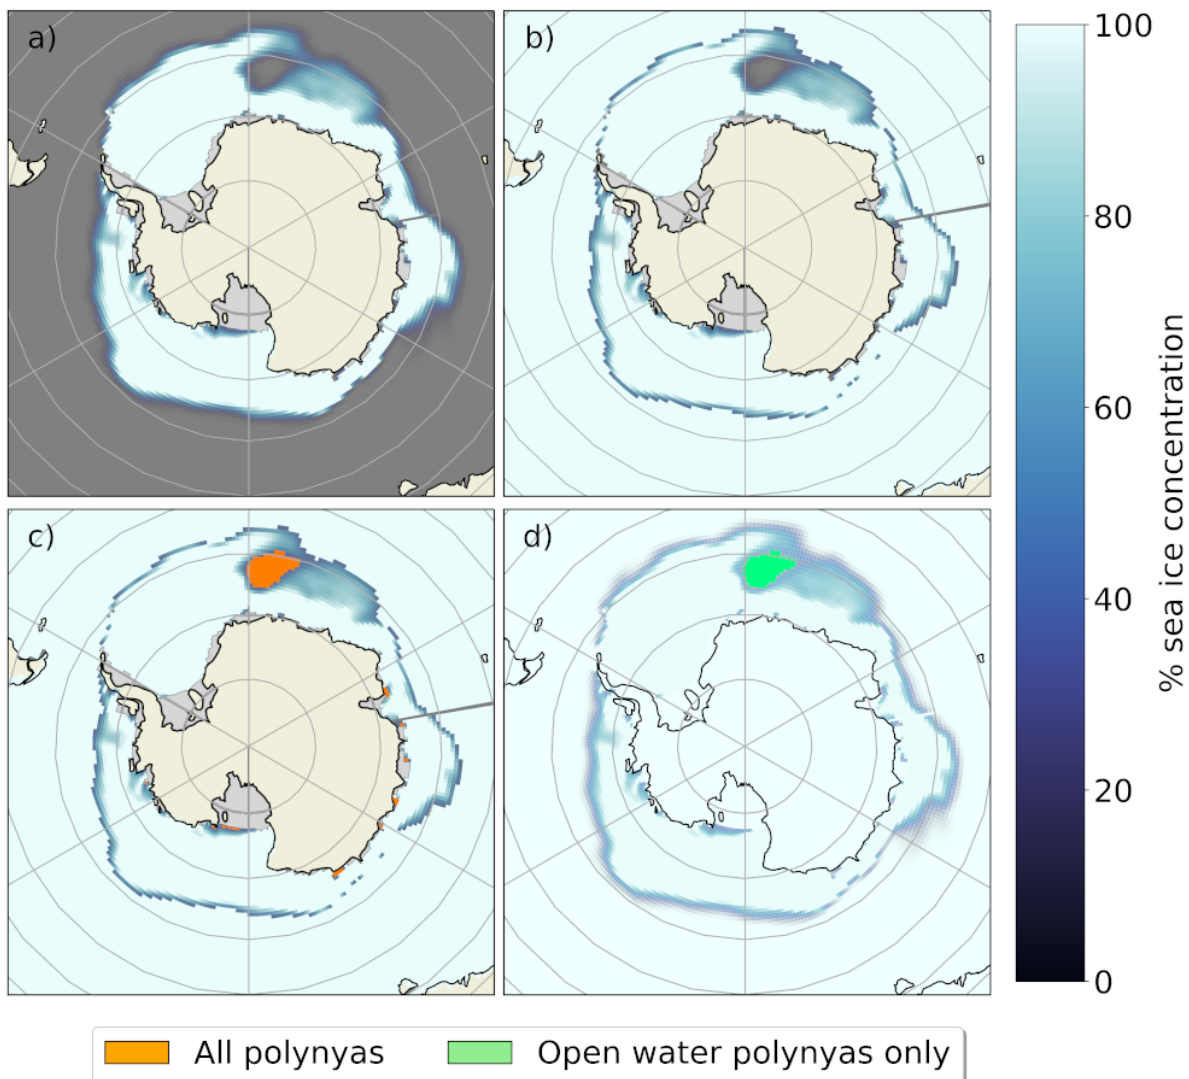 a)
b)
100
80
60
40
20
0
% sea ice concentration
c)
d)
All polynyas
Open water polynyas only